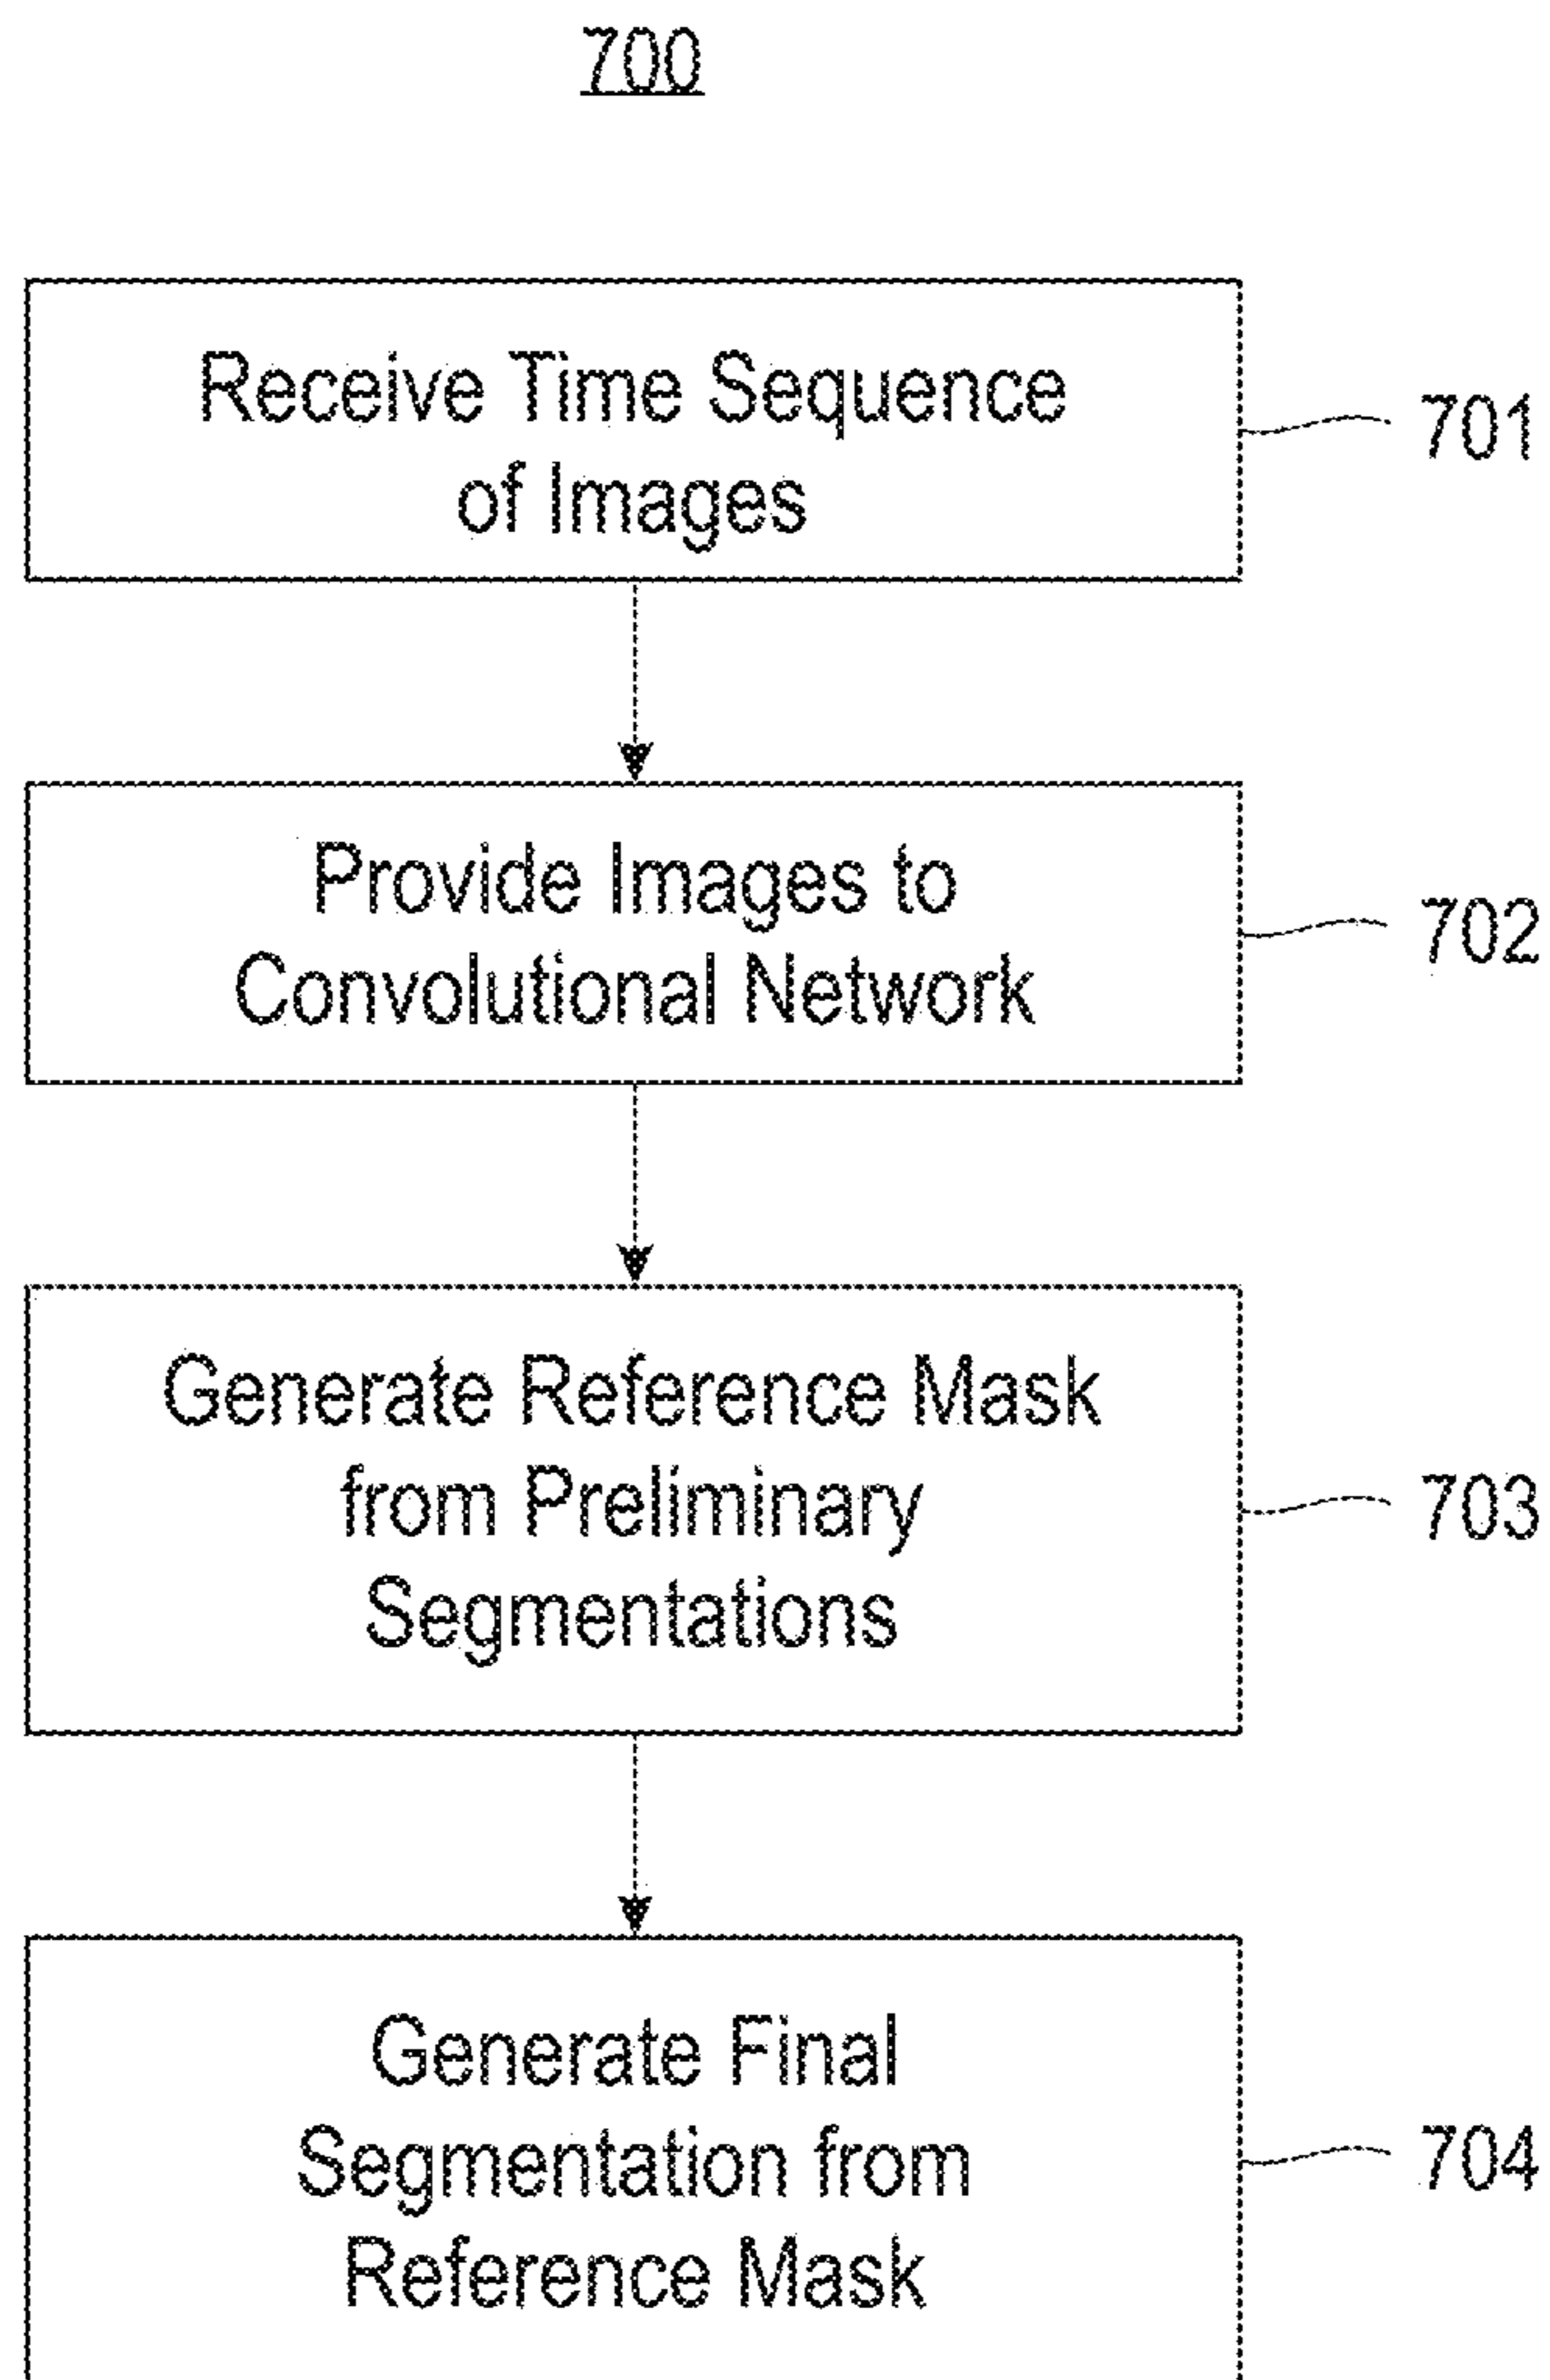 700
Receive Time Sequence
of Images
701
Provide Images to
Convolutional Network
702
Generate Reference Mask
from Preliminary
Segmentations
703
Generate Final
Segmentation from
Reference Mask
704